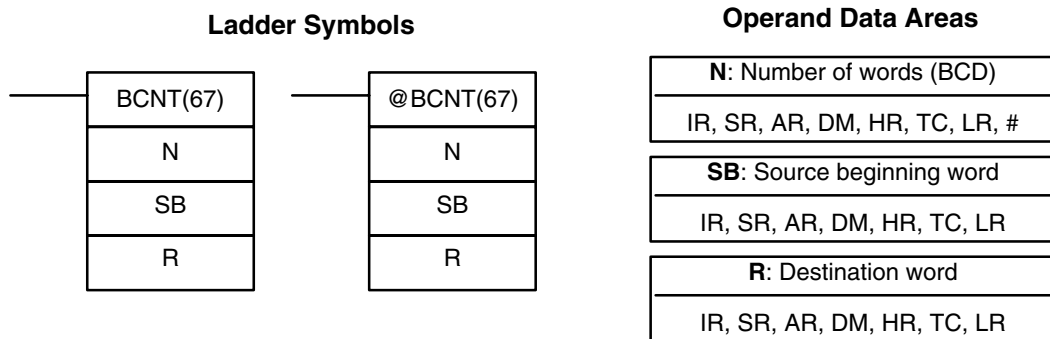 Ladder Symbols
BCNT(67)
N
SB
R
@BCNT(67)
N
SB
R
Operand Data Areas
N: Number of words (BCD)
IR, SR, AR, DM, HR, TC, LR, #
SB: Source beginning word
IR, SR, AR, DM, HR, TC, LR
R: Destination word
IR, SR, AR, DM, HR, TC, LR